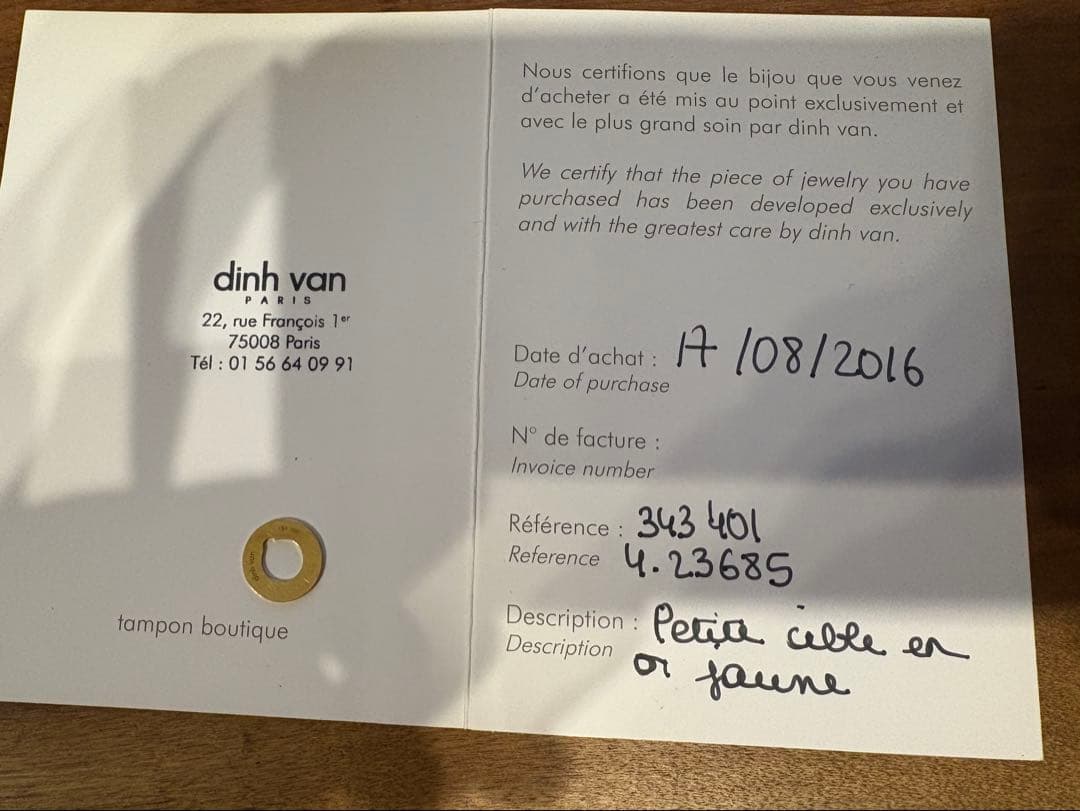 dinh van
PARIS
22, rue François 1er
75008 Paris
Tél : 01 56 64 09 91
dinh van
tampon boutique
Nous certifions que le bijou que vous venez
d'acheter a été mis au point exclusivement et
avec le plus grand soin par dinh van.
We certify that the piece of jewelry you have
purchased has been developed exclusively
and with the greatest care by dinh van.
Date d'achat : 17/08/2016
Date of purchase
N° de facture :
Invoice number
Référence : 343 401
Reference 4.23685
Description : Petite cible en
Description or jaune